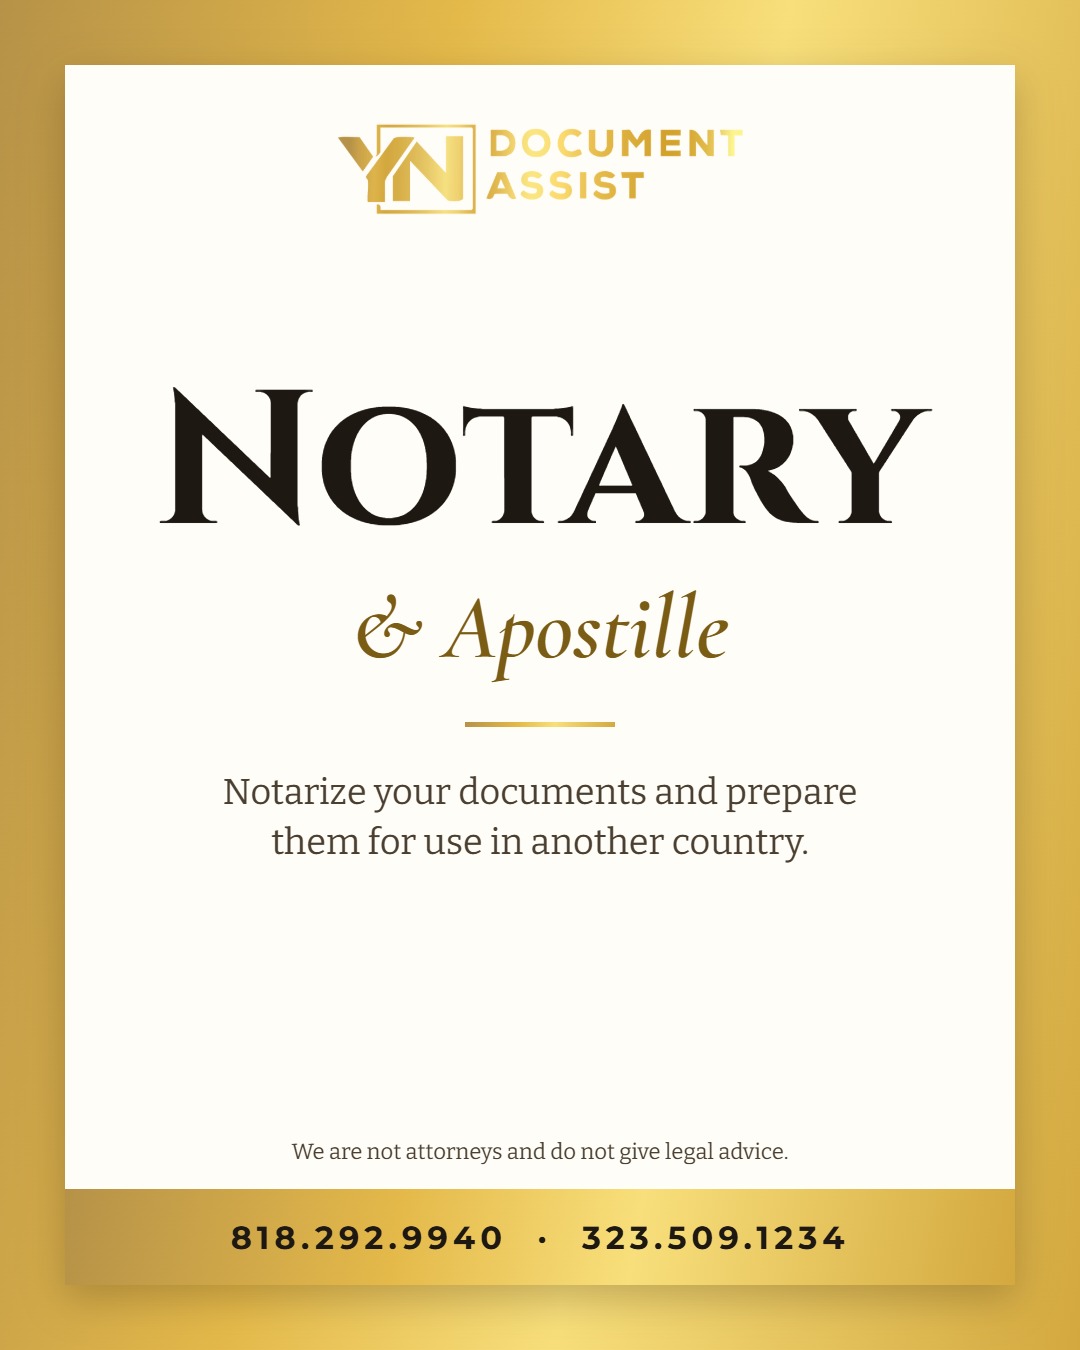 YN DOCUMENT
ASSIST
NOTARY
& Apostille
Notarize your documents and prepare
them for use in another country.
We are not attorneys and do not give legal advice.
818.292.9940 · 323.509.1234